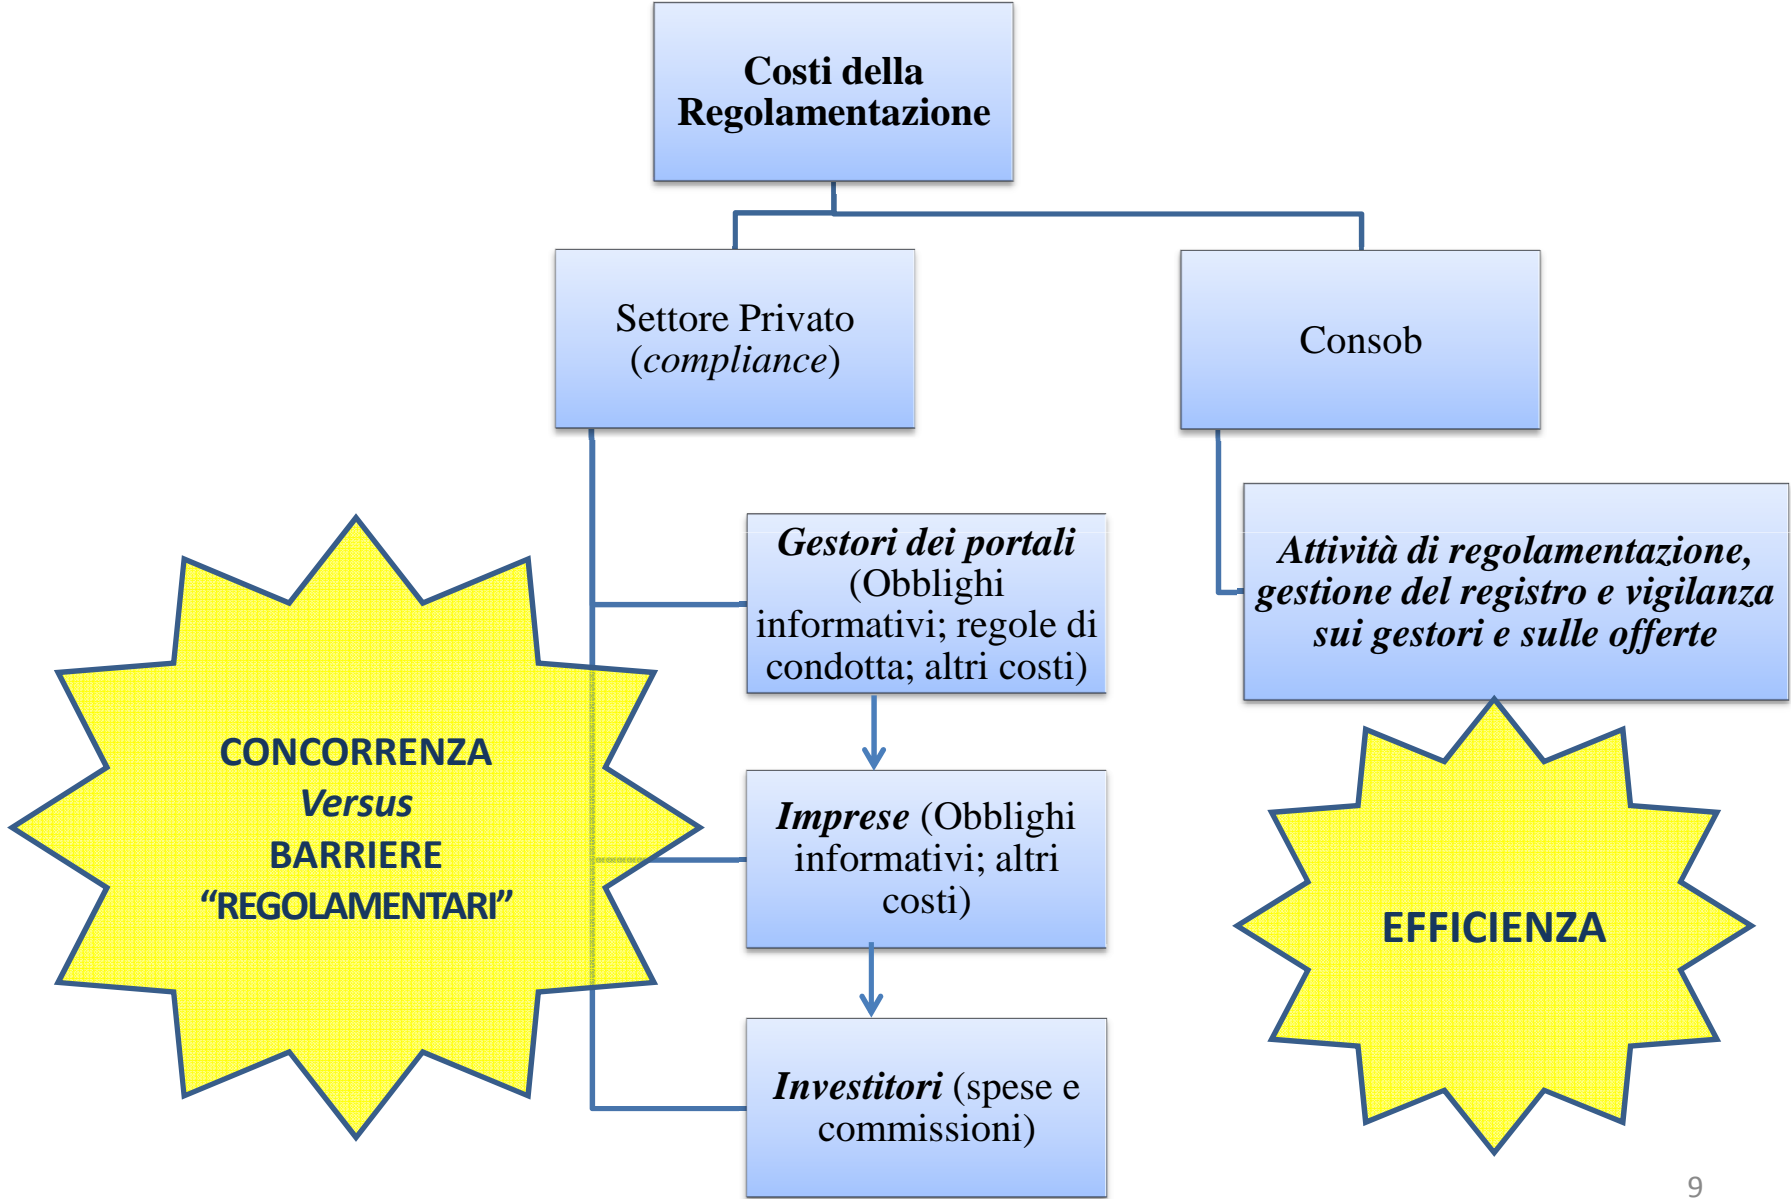 Costi della
Regolamentazione
Settore Privato
(compliance)
Consob
Gestori dei portali
(Obblighi
informativi; regole di
condotta; altri costi)
Attività di regolamentazione,
gestione del registro e vigilanza
sui gestori e sulle offerte
CONCORRENZA
Versus
BARRIERE
“REGOLAMENTARI”
Imprese (Obblighi
informativi; altri
costi)
EFFICIENZA
Investitori (spese e
commissioni)
9